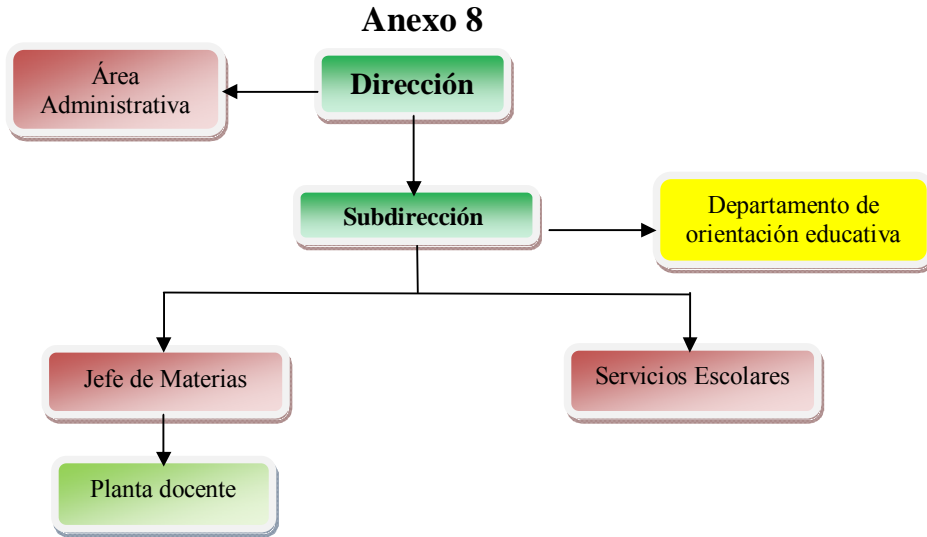 Anexo 8
Área
Administrativa
Dirección
Subdirección
Departamento de
orientación educativa
Jefe de Materias
Servicios Escolares
Planta docente